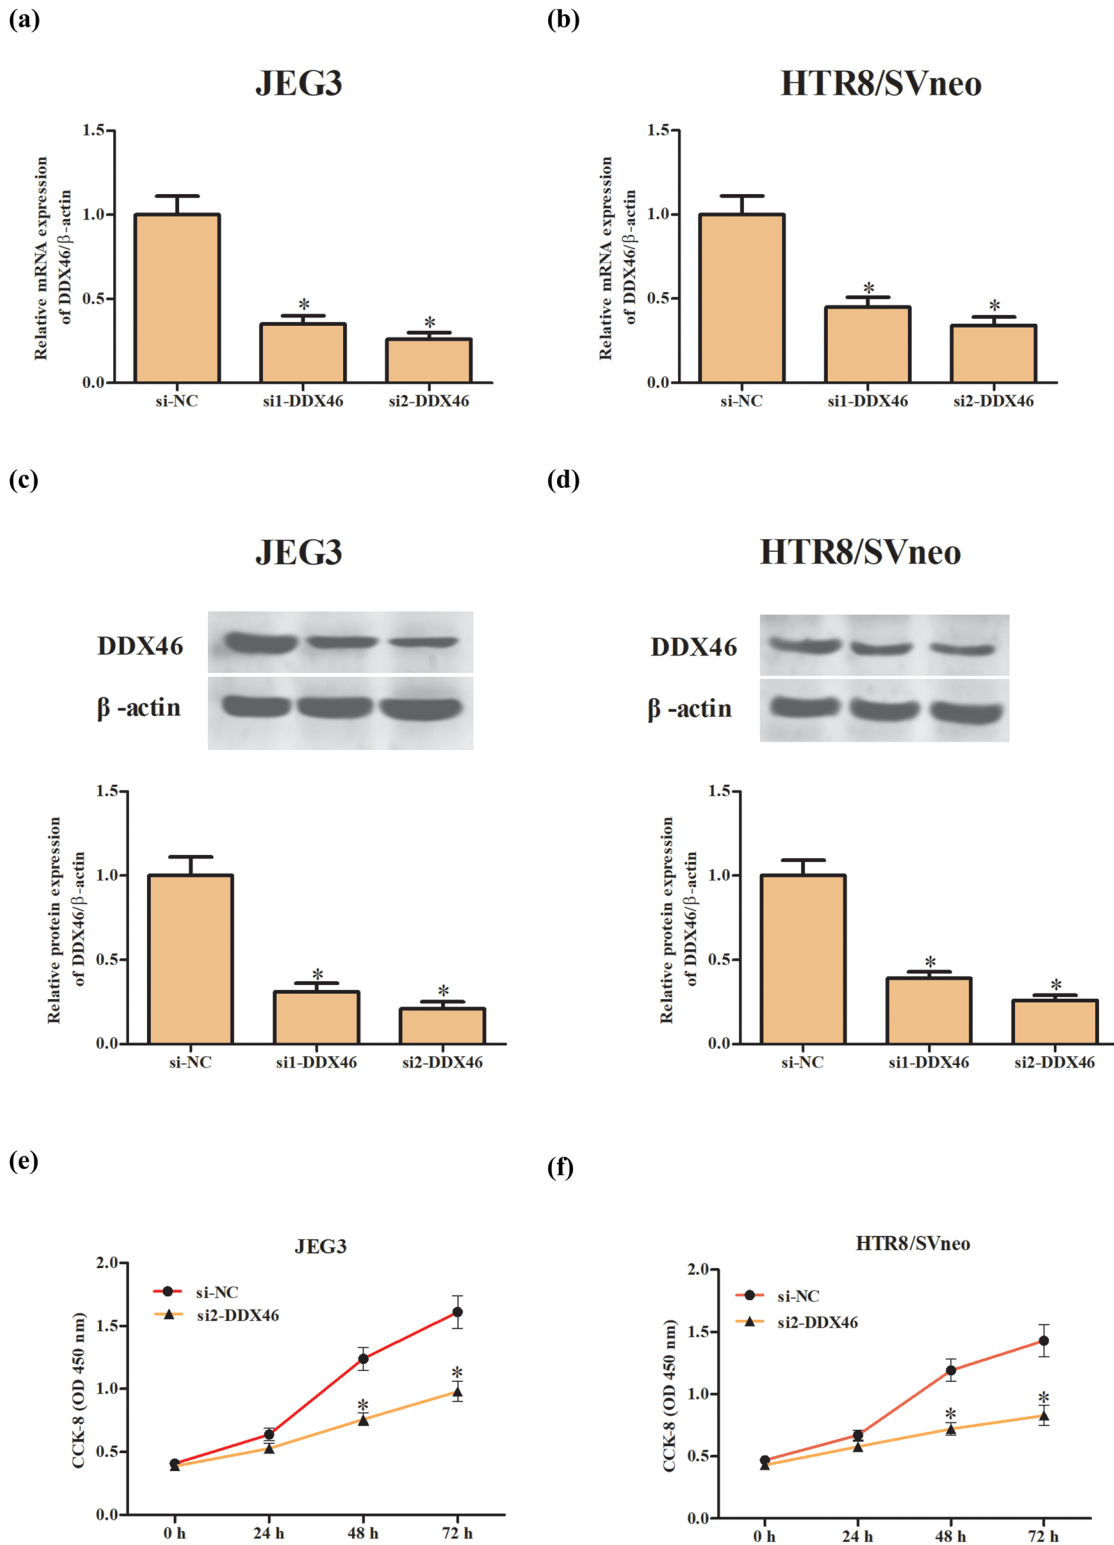 (a)
JEG3
Relative mRNA expression
of DDX46/β-actin
1.5
1.0
0.5
0.0
*
*
si-NC
si1-DDX46
si2-DDX46
(b)
HTR8/SVneo
Relative mRNA expression
of DDX46/β-actin
1.5
1.0
0.5
0.0
*
*
si-NC
si1-DDX46
si2-DDX46
(c)
JEG3
DDX46
β -actin
Relative protein expression
of DDX46/β-actin
1.5
1.0
0.5
0.0
*
*
si-NC
si1-DDX46
si2-DDX46
(d)
HTR8/SVneo
DDX46
β -actin
Relative protein expression
of DDX46/β-actin
1.5
1.0
0.5
0.0
*
*
si-NC
si1-DDX46
si2-DDX46
(e)
JEG3
CCK-8 (OD 450 nm)
2.0
1.5
1.0
0.5
0.0
si-NC
si2-DDX46
*
*
0 h
24 h
48 h
72 h
(f)
HTR8/SVneo
CCK-8 (OD 450 nm)
2.0
1.5
1.0
0.5
0.0
si-NC
si2-DDX46
*
*
0 h
24 h
48 h
72 h